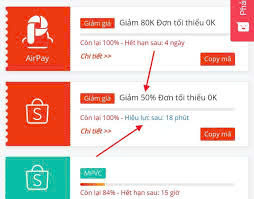 Phả
Giảm giá Giảm 80K Đơn tối thiểu 0K
AirPay
Còn lại 100% - Hết hạn sau: 4 ngày
Chi tiết >>
Copy mã
Giảm giá Giảm 50% Đơn tối thiểu 0K
S
Còn lại 100% - Hiệu lực sau: 18 phút
Chi tiết >>
Copy mã
MPVC
S
Còn lại 84% - Hết hạn sau: 15 giờ